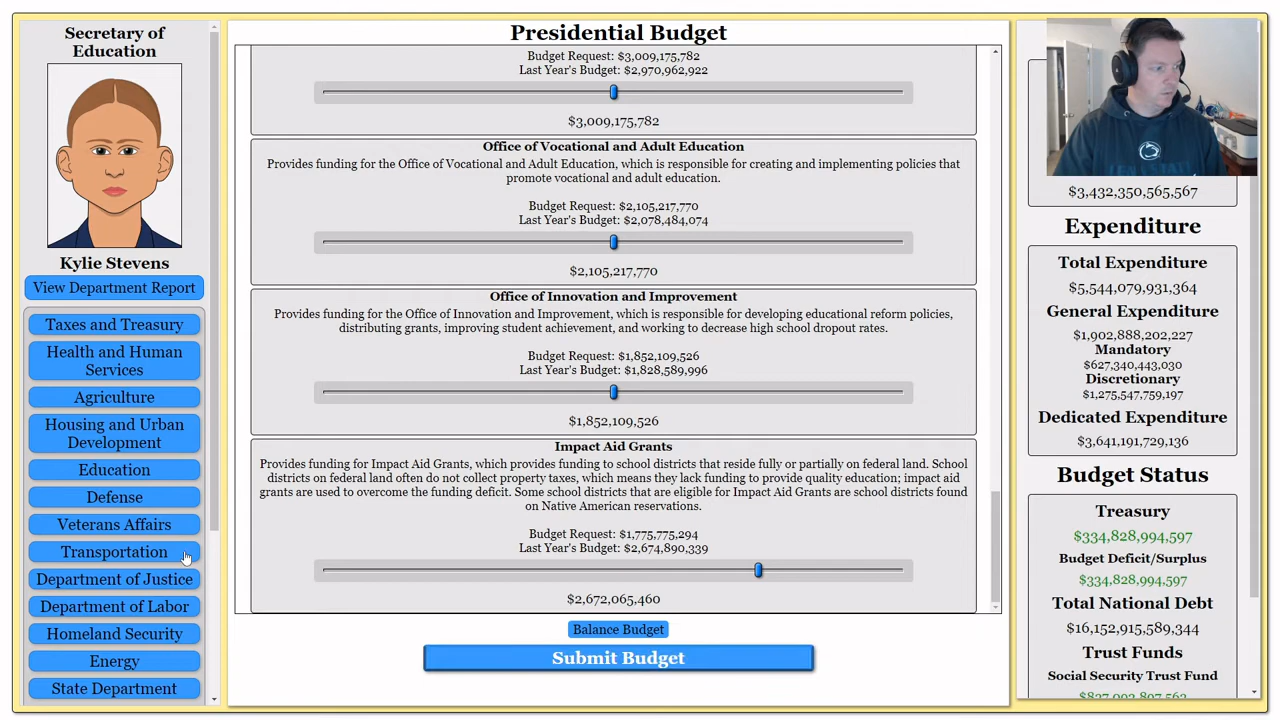 Secretary of
Education
Kylie Stevens
View Department Report
Taxes and Treasury
Health and Human
Services
Agriculture
Housing and Urban
Development
Education
Defense
Veterans Affairs
Transportation
Department of Justice
Department of Labor
Homeland Security
Energy
State Department
Presidential Budget
Budget Request: $3,009,175,782
Last Year's Budget: $2,970,962,922
$3,009,175,782
Office of Vocational and Adult Education
Provides funding for the Office of Vocational and Adult Education, which is responsible for creating and implementing policies that
promote vocational and adult education.
Budget Request: $2,105,217,770
Last Year's Budget: $2,078,484,074
$2,105,217,770
Office of Innovation and Improvement
Provides funding for the Office of Innovation and Improvement, which is responsible for developing educational reform policies,
distributing grants, improving student achievement, and working to decrease high school dropout rates.
Budget Request: $1,852,109,526
Last Year's Budget: $1,828,589,996
$1,852,109,526
Impact Aid Grants
Provides funding for Impact Aid Grants, which provides funding to school districts that reside fully or partially on federal land. School
districts on federal land often do not collect property taxes, which means they lack funding to provide quality education; impact aid
grants are used to overcome the funding deficit. Some school districts that are eligible for Impact Aid Grants are school districts found
on Native American reservations.
Budget Request: $1,775,775,294
Last Year's Budget: $2,674,890,339
$2,672,065,460
Balance Budget
Submit Budget
$3,432,350,565,567
Expenditure
Total Expenditure
$5,544,079,931,364
General Expenditure
$1,902,888,202,227
Mandatory
$627,340,443,030
Discretionary
$1,275,547,759,197
Dedicated Expenditure
$3,641,191,729,136
Budget Status
Treasury
$334,828,994,597
Budget Deficit/Surplus
$334,828,994,597
Total National Debt
$16,152,915,589,344
Trust Funds
Social Security Trust Fund